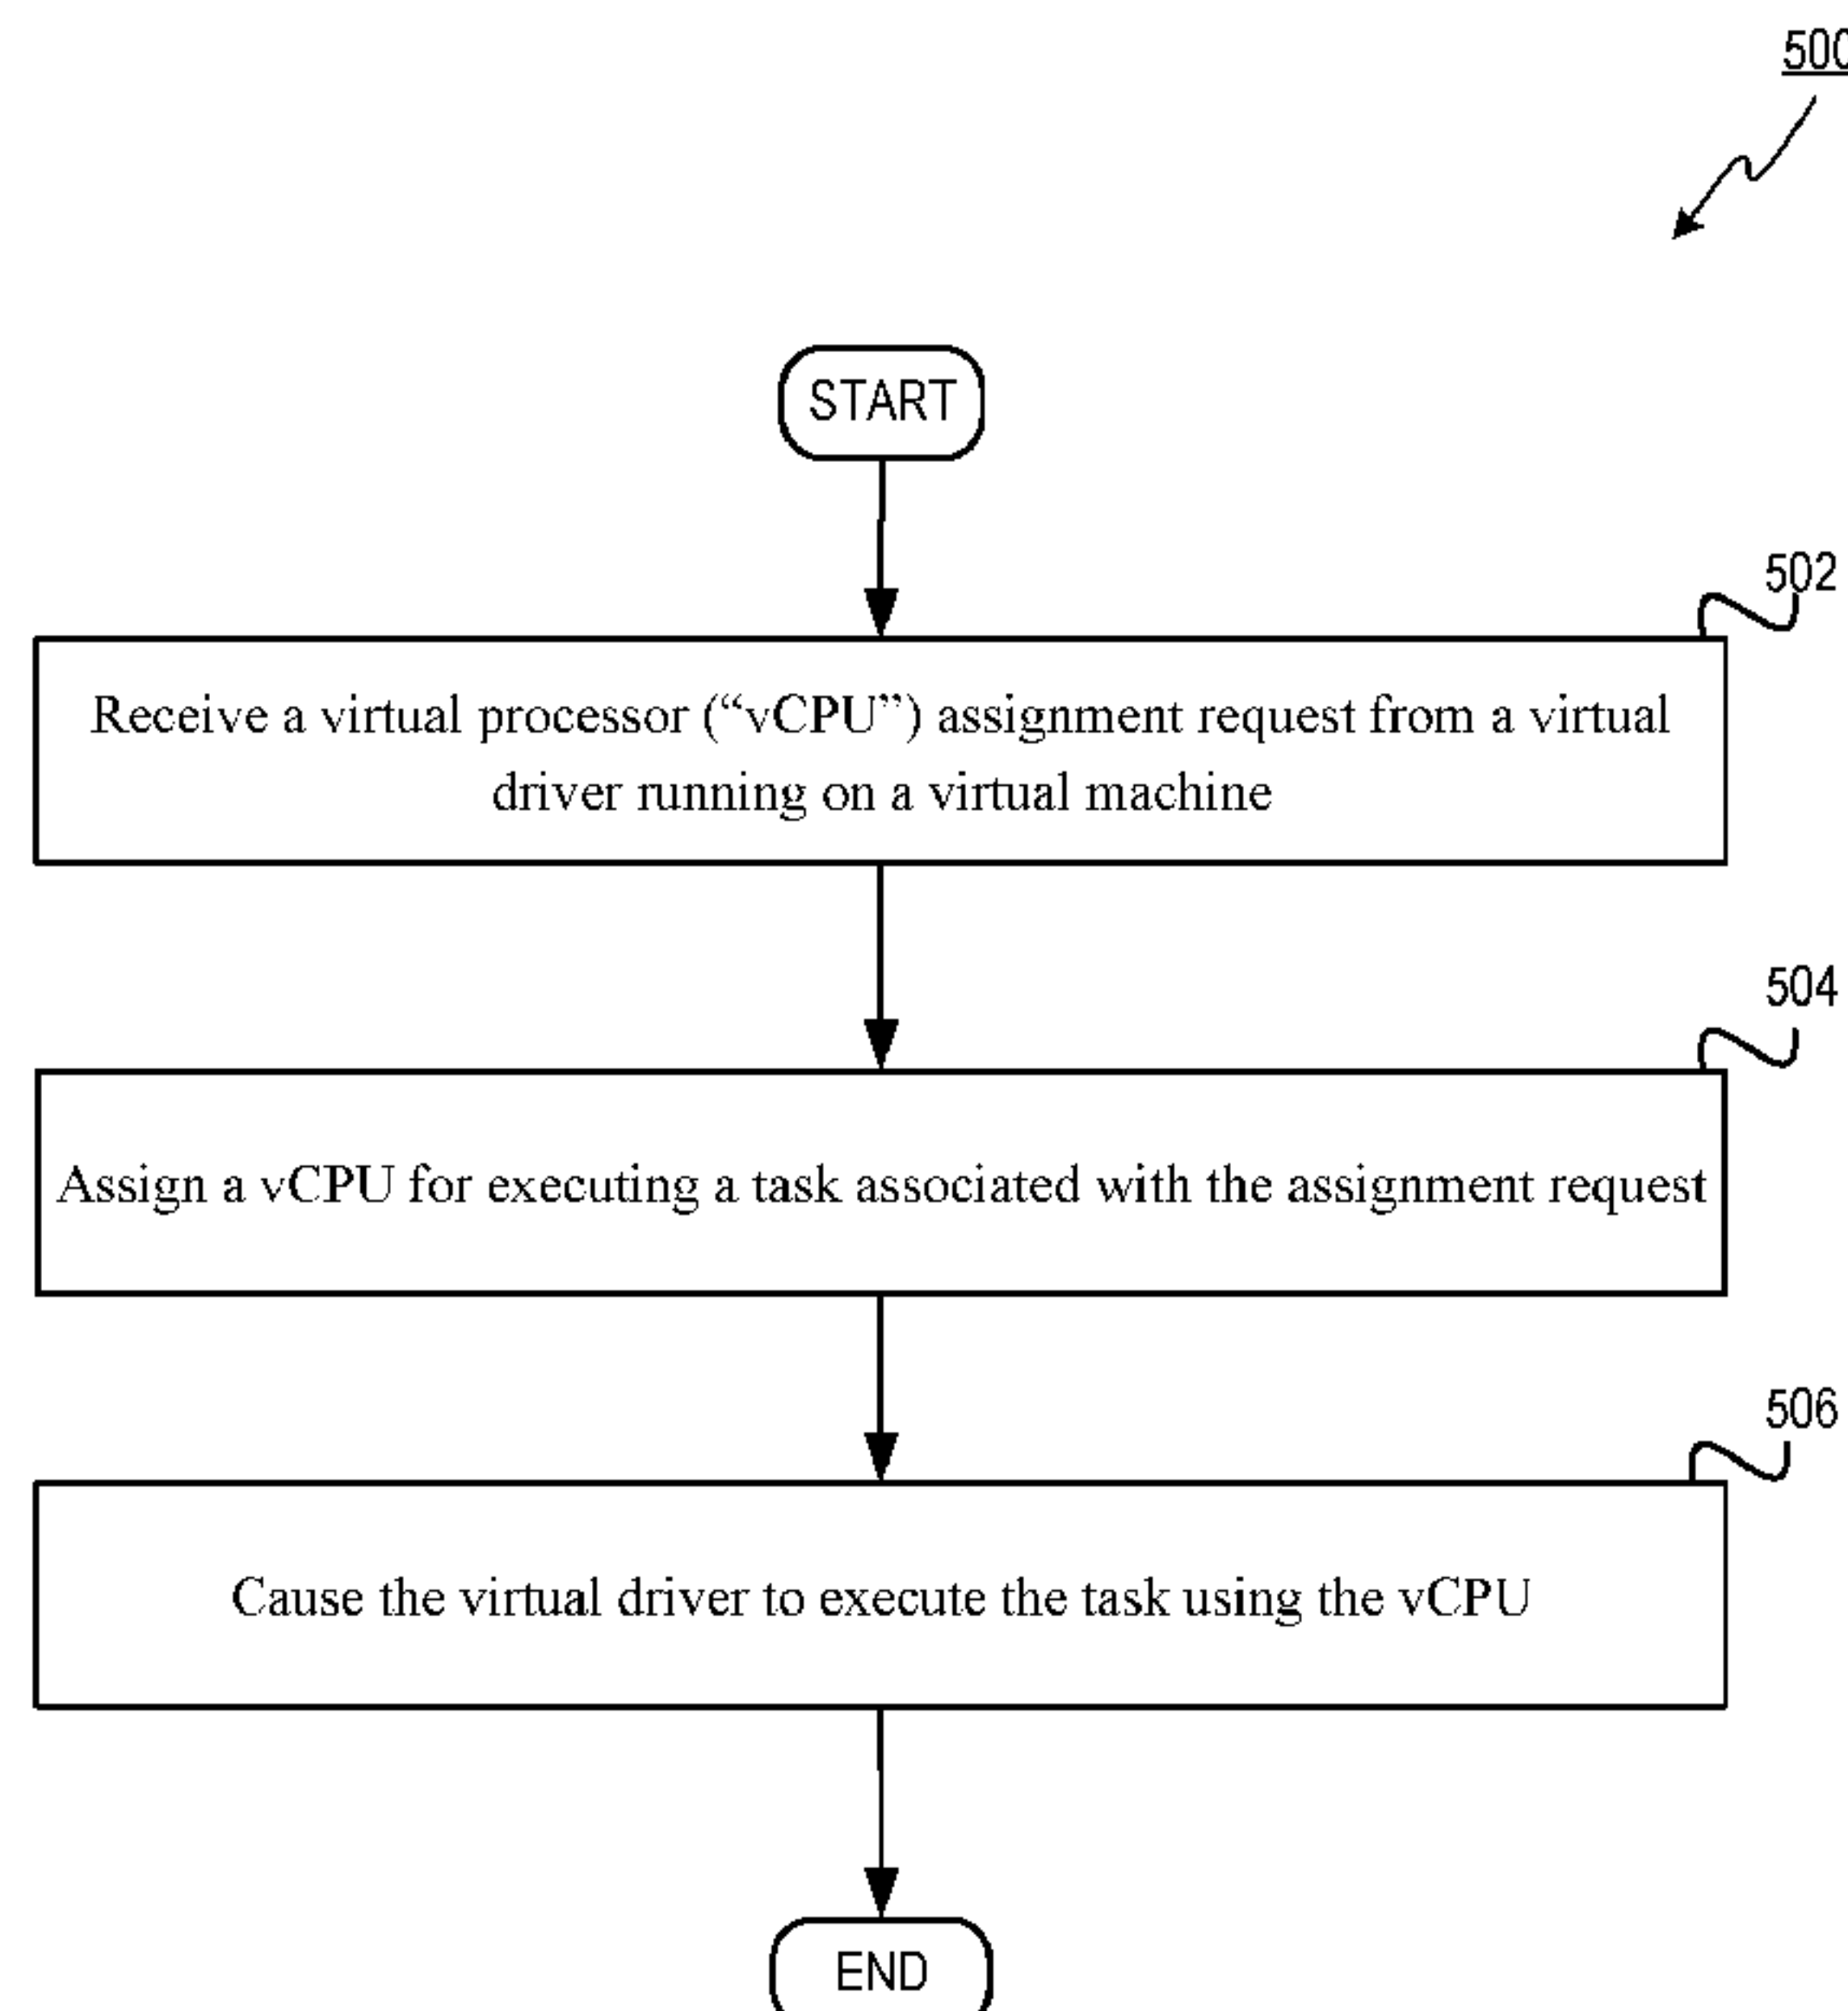 500
START
502
Receive a virtual processor (“vCPU”) assignment request from a virtual
driver running on a virtual machine
504
Assign a vCPU for executing a task associated with the assignment request
506
Cause the virtual driver to execute the task using the vCPU
END